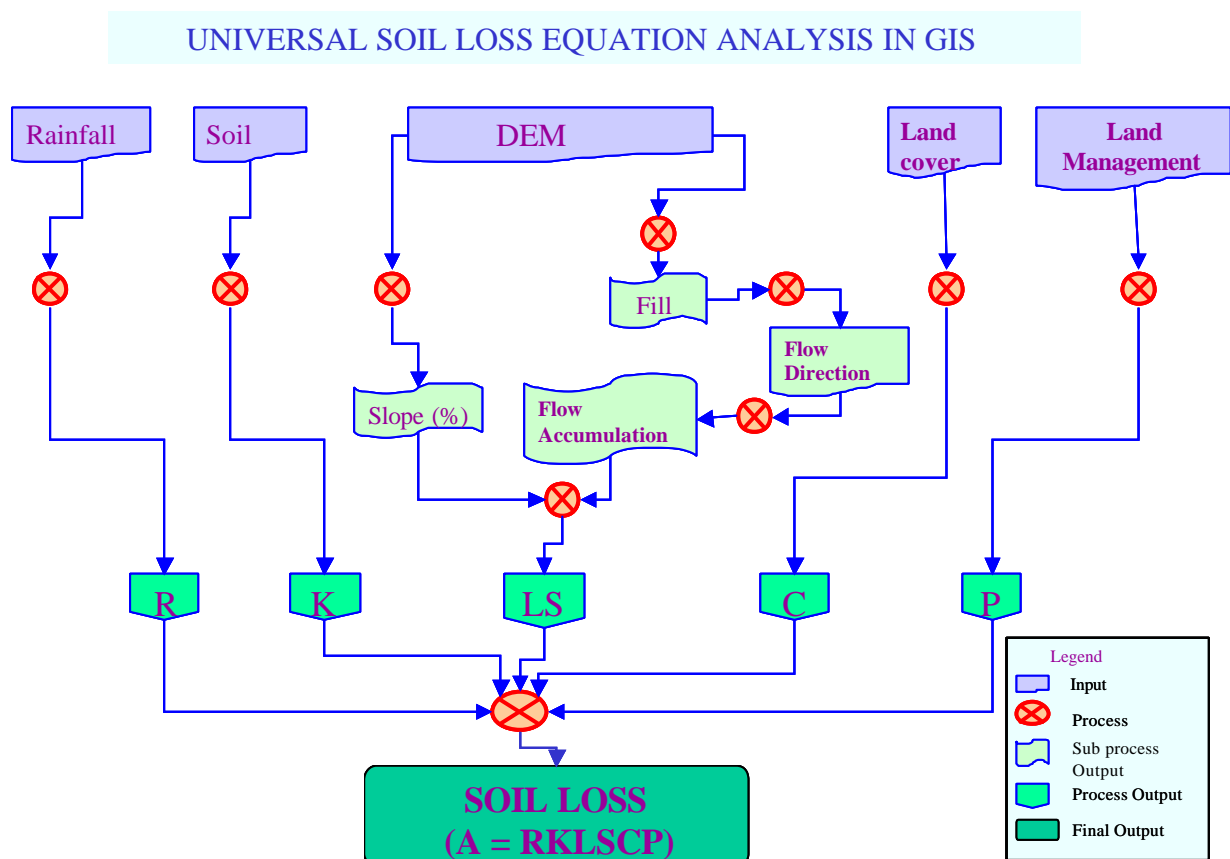 UNIVERSAL SOIL LOSS EQUATION ANALYSIS IN GIS
Rainfall
Soil
DEM
Land
cover
Land
Management
Fill
Flow
Direction
Slope (%)
Flow
Accumulation
R
K
LS
C
P
SOIL LOSS
(A = RKLSCP)
Legend
Input
Process
Sub process
Output
Process Output
Final Output